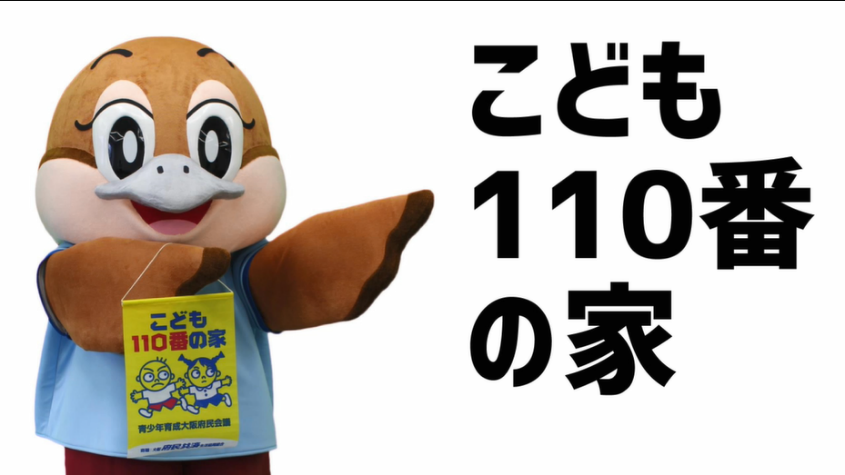 こども
110番
の家
こども
110番の家
青少年育成大阪府民会議